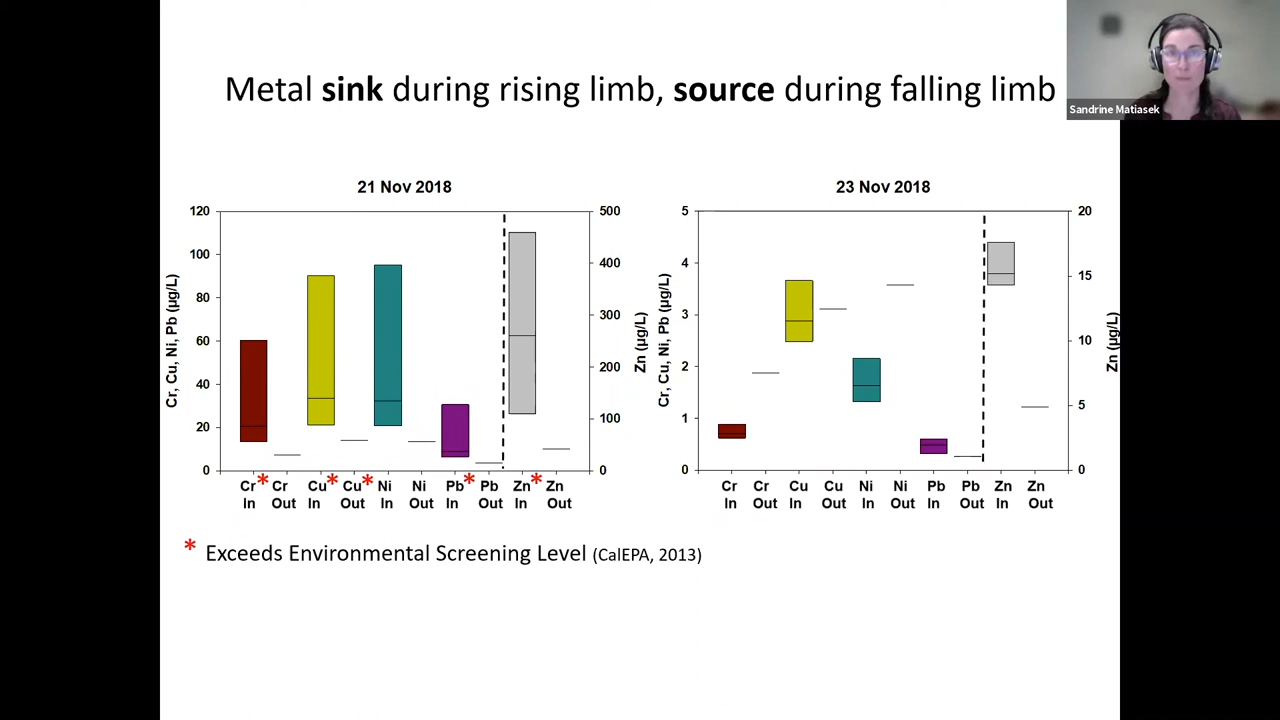 Metal sink during rising limb, source during falling limb
Sandrine Matiasek
21 Nov 2018
120
100
80
60
40
20
0
Cr, Cu, Ni, Pb (µg/L)
500
400
300
200
100
0
Zn (µg/L)
Cr * Cr Cu * Cu * Ni Ni Pb * Pb Zn * Zn
In Out In Out In Out In Out In Out
23 Nov 2018
5
4
3
2
1
0
Cr, Cu, Ni, Pb (µg/L)
20
15
10
5
0
Zn (µg/L)
Cr Cr Cu Cu Ni Ni Pb Pb Zn Zn
In Out In Out In Out In Out In Out
* Exceeds Environmental Screening Level (CalEPA, 2013)